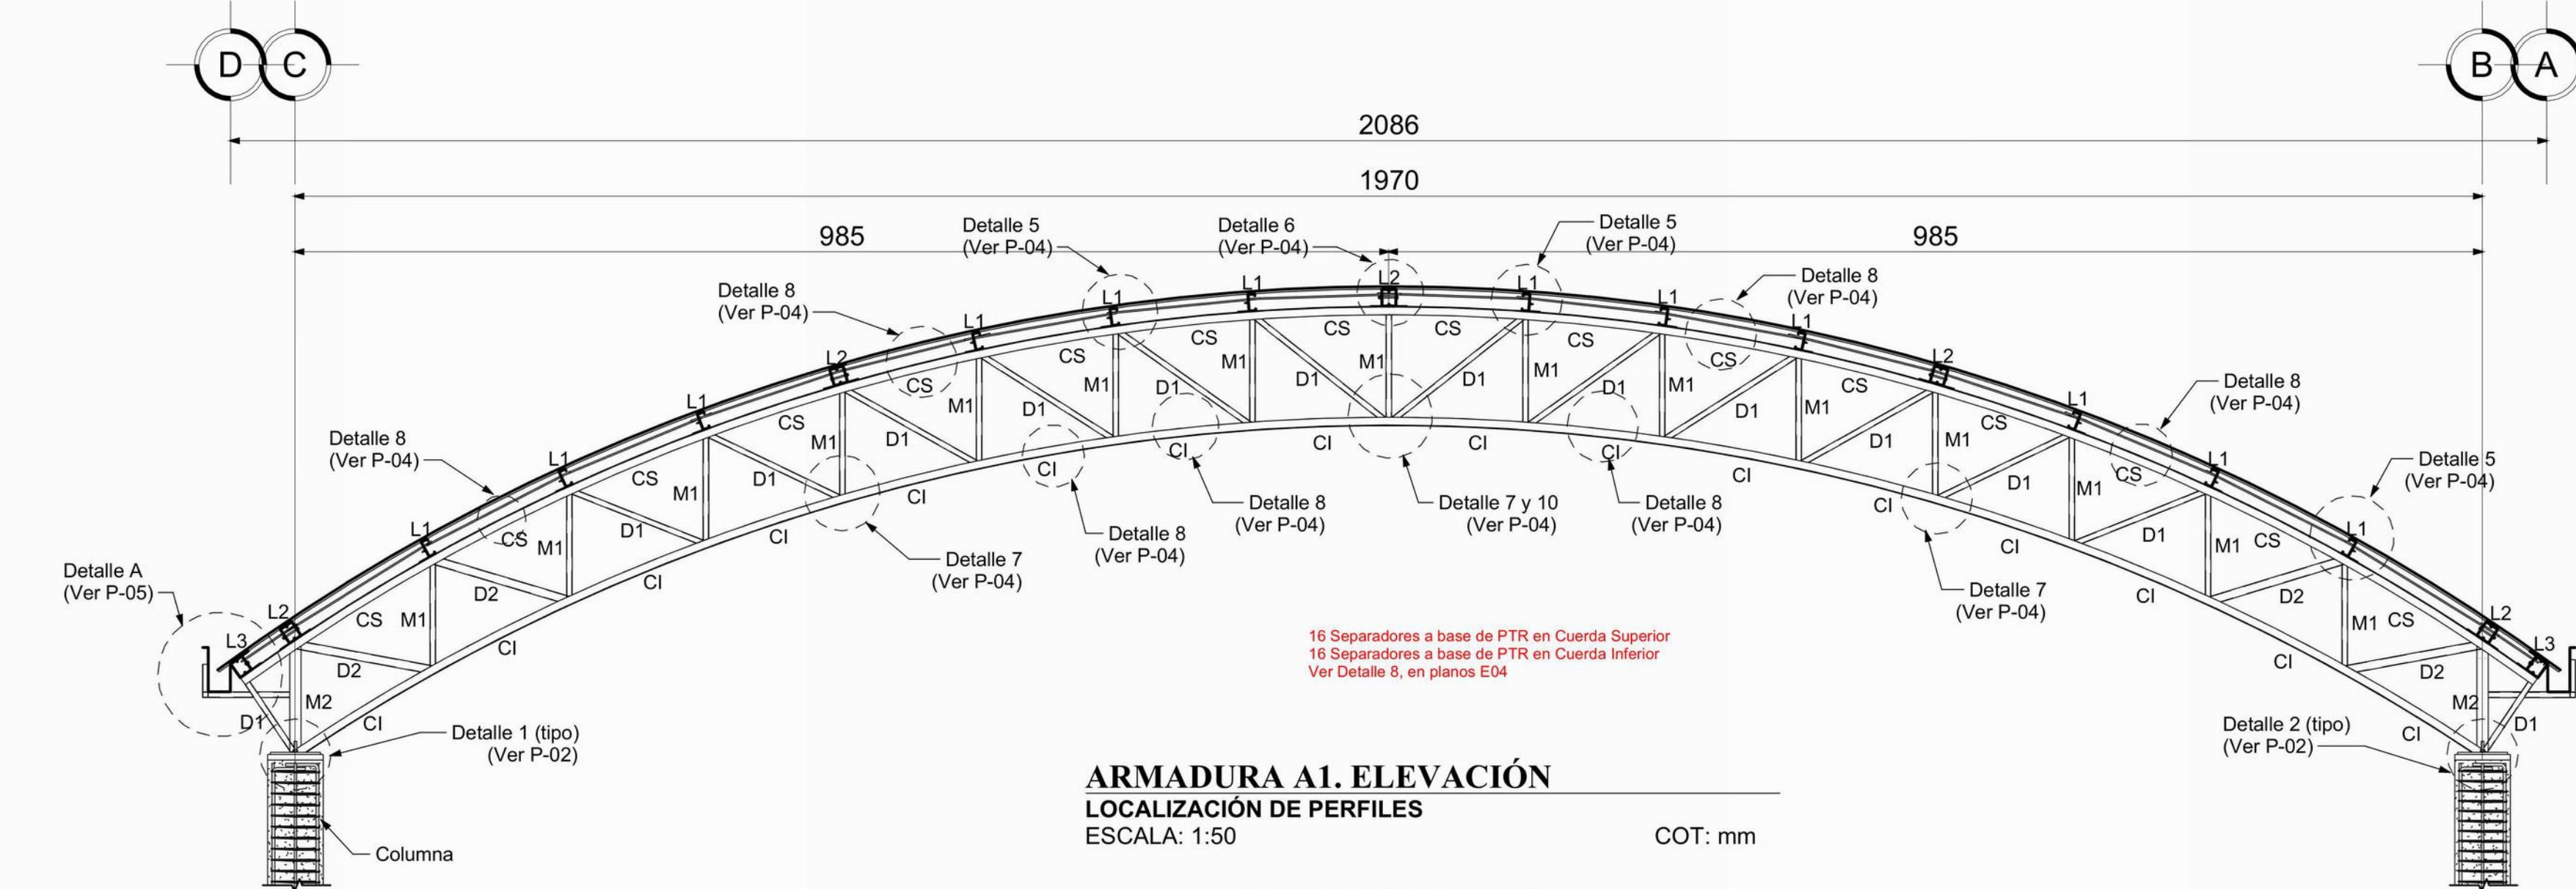 D C B A
2086
1970
985 985
Detalle 5
(Ver P-04)
Detalle 6
(Ver P-04)
Detalle 5
(Ver P-04)
Detalle 8
(Ver P-04)
Detalle 8
(Ver P-04)
L2
L1 L1 L1 L1
L1 L1
L2 L2
L1 L1
L1 L1
L1 L1
L2 L2
L3 L3
Detalle 8
(Ver P-04)
Detalle 8
(Ver P-04)
Detalle 5
(Ver P-04)
CS CS CS CS
CS CS CS CS
CS CS CS CS
CS CS CS CS
M1 M1 M1 M1 M1
M1 M1 M1 M1
M1 M1 M1 M1
M1 M1
D1 D1 D1 D1
D1 D1 D1 D1
D1 D1 D1 D1
D2 D2
D2 D2
M2 M2
D1 D1
CI CI CI CI
CI CI CI CI
CI CI CI CI
CI CI CI CI
Detalle 8
(Ver P-04)
Detalle 7 y 10
(Ver P-04)
Detalle 8
(Ver P-04)
Detalle 8
(Ver P-04)
Detalle 7
(Ver P-04)
Detalle 7
(Ver P-04)
Detalle A
(Ver P-05)
16 Separadores a base de PTR en Cuerda Superior
16 Separadores a base de PTR en Cuerda Inferior
Ver Detalle 8, en planos E04
Detalle 1 (tipo)
(Ver P-02)
Detalle 2 (tipo)
(Ver P-02)
Columna
ARMADURA A1. ELEVACIÓN
LOCALIZACIÓN DE PERFILES
ESCALA: 1:50 COT: mm